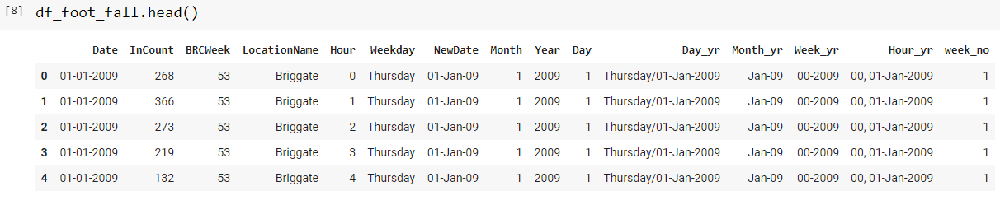 [8] df_foot_fall.head()
Date InCount BRCWeek LocationName Hour Weekday NewDate Month Year Day Day_yr Month_yr Week_yr Hour_yr week_no
0 01-01-2009 268 53 Briggate 0 Thursday 01-Jan-09 1 2009 1 Thursday/01-Jan-2009 Jan-09 00-2009 00, 01-Jan-2009 1
1 01-01-2009 366 53 Briggate 1 Thursday 01-Jan-09 1 2009 1 Thursday/01-Jan-2009 Jan-09 00-2009 00, 01-Jan-2009 1
2 01-01-2009 273 53 Briggate 2 Thursday 01-Jan-09 1 2009 1 Thursday/01-Jan-2009 Jan-09 00-2009 00, 01-Jan-2009 1
3 01-01-2009 219 53 Briggate 3 Thursday 01-Jan-09 1 2009 1 Thursday/01-Jan-2009 Jan-09 00-2009 00, 01-Jan-2009 1
4 01-01-2009 132 53 Briggate 4 Thursday 01-Jan-09 1 2009 1 Thursday/01-Jan-2009 Jan-09 00-2009 00, 01-Jan-2009 1